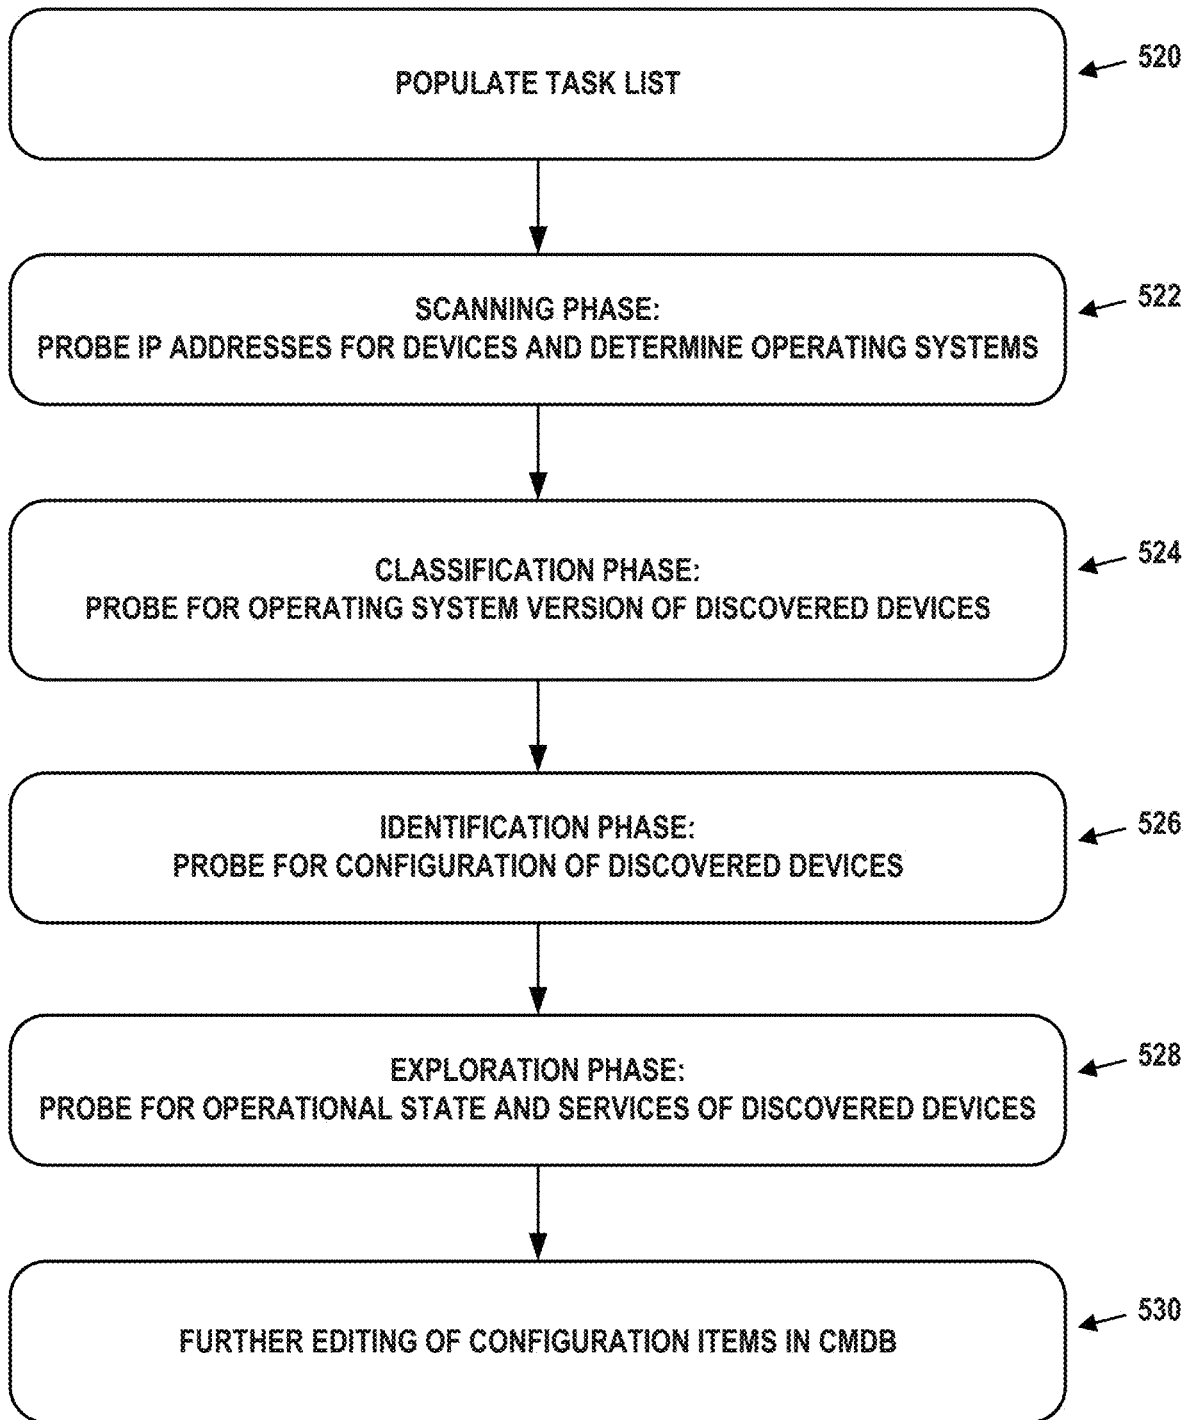 POPULATE TASK LIST
520
SCANNING PHASE:
PROBE IP ADDRESSES FOR DEVICES AND DETERMINE OPERATING SYSTEMS
522
CLASSIFICATION PHASE:
PROBE FOR OPERATING SYSTEM VERSION OF DISCOVERED DEVICES
524
IDENTIFICATION PHASE:
PROBE FOR CONFIGURATION OF DISCOVERED DEVICES
526
EXPLORATION PHASE:
PROBE FOR OPERATIONAL STATE AND SERVICES OF DISCOVERED DEVICES
528
FURTHER EDITING OF CONFIGURATION ITEMS IN CMDB
530